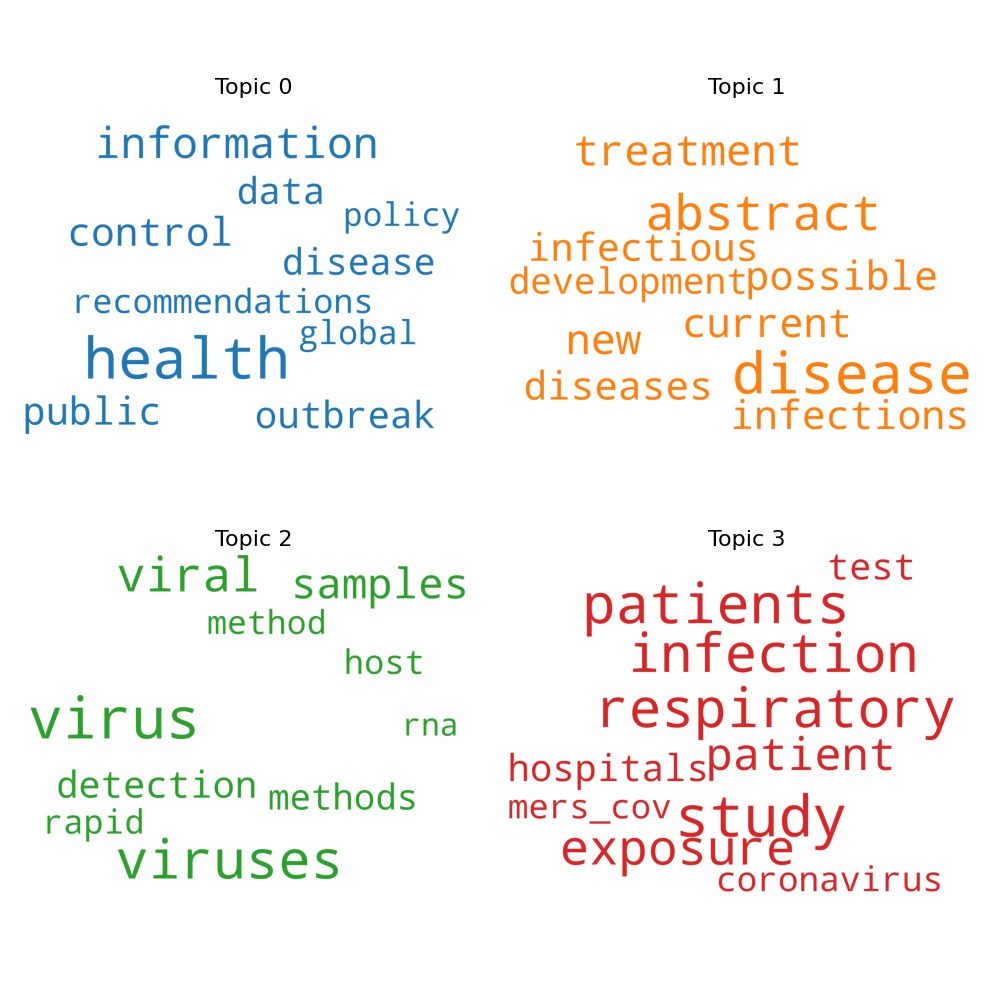 Topic 0
information
data
policy
control
disease
recommendations
global
health
public
outbreak
Topic 1
treatment
abstract
infectious
developmentpossible
current
new
diseases
disease
infections
Topic 2
viral
samples
method
host
virus
rna
detection
methods
rapid
viruses
Topic 3
test
patients
infection
respiratory
hospitals
patient
mers_cov
study
exposure
coronavirus